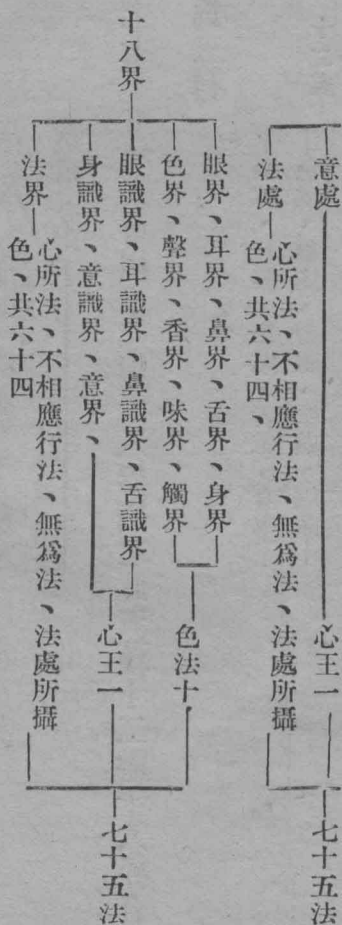 意處
心王一
法處
心所法、不相應行法、無爲法、法處所攝
色、共六十四、
七十五法
十八界
眼界、耳界、鼻界、舌界、身界
色界、聲界、香界、味界、觸界
色法十
眼識界、耳識界、鼻識界、舌識界
身識界、意識界、意界、
心王一
法界
心所法、不相應行法、無爲法、法處所攝
色、共六十四
七十五法